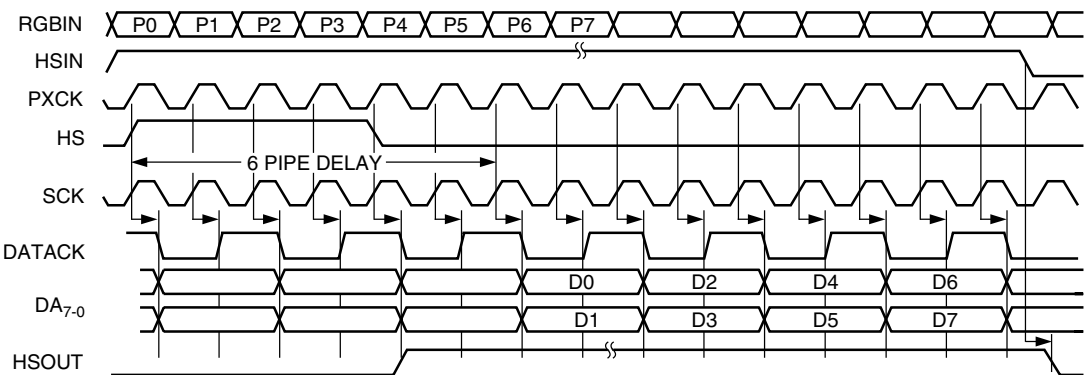 RGBIN P0 P1 P2 P3 P4 P5 P6 P7
HSIN
PXCK
HS
6 PIPE DELAY
SCK
DATACK
D0 D2 D4 D6
DA7-0
D1 D3 D5 D7
HSOUT